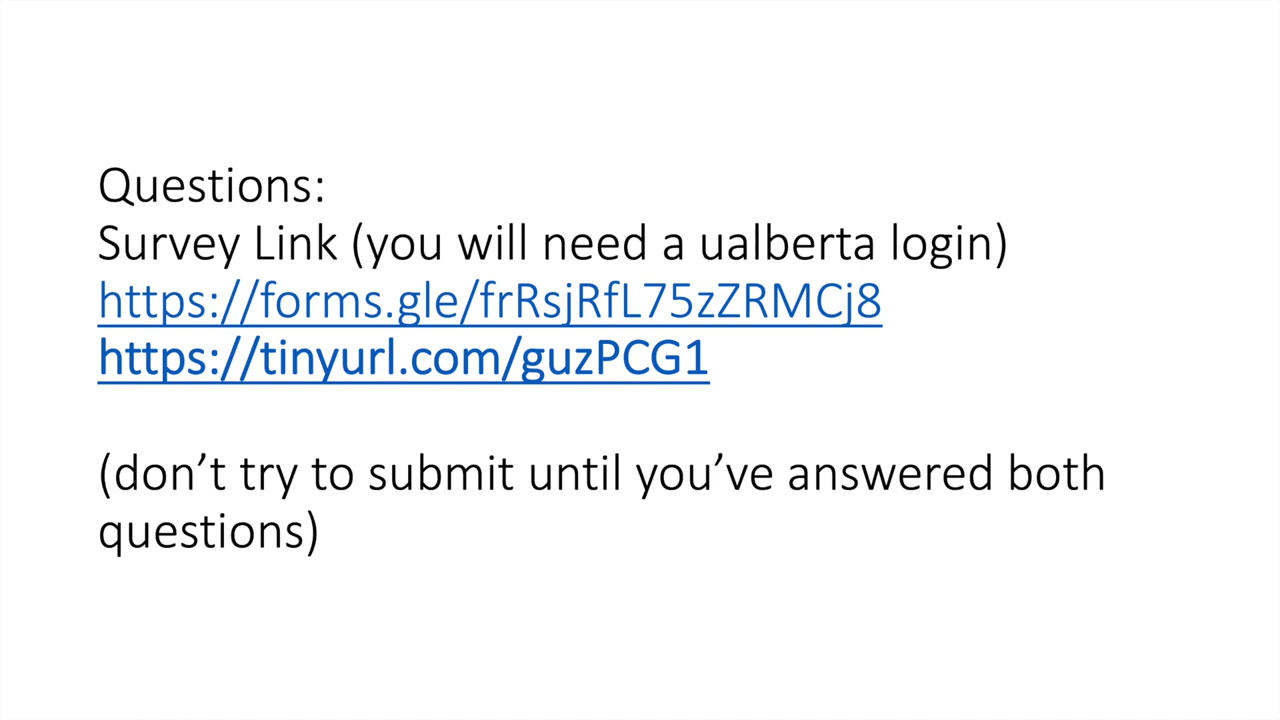 Questions:
Survey Link (you will need a ualberta login)
https://forms.gle/frRsjRfL75zZRMCj8
https://tinyurl.com/guzPCG1

(don’t try to submit until you’ve answered both
questions)